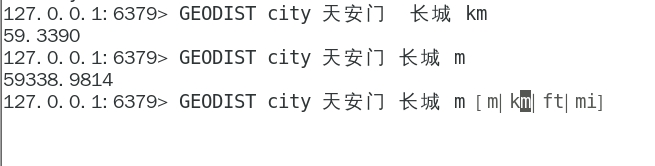 127.0.0.1:6379> GEODIST city 天安门  长城 km
59.3390
127.0.0.1:6379> GEODIST city 天安门 长城 m
59338.9814
127.0.0.1:6379> GEODIST city 天安门 长城 m [m|km|ft|mi]